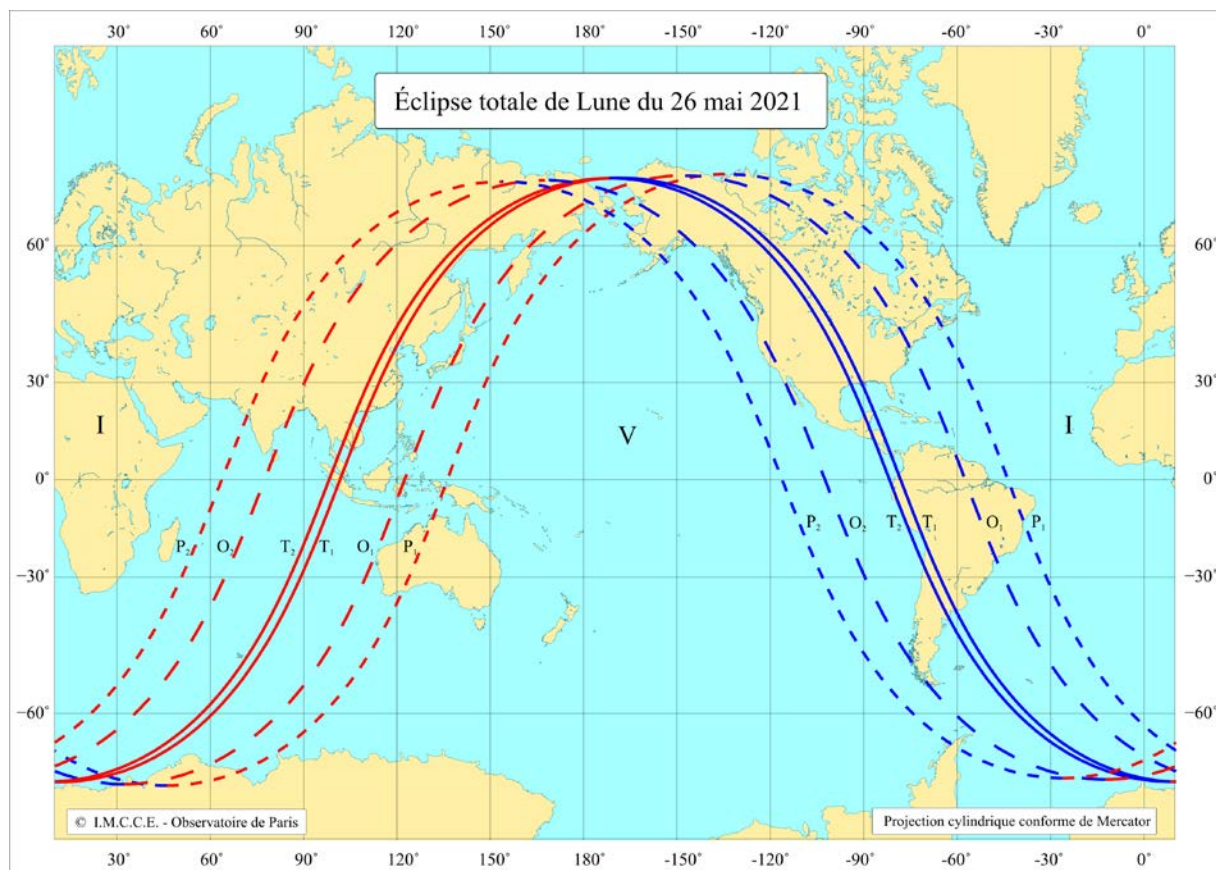 30° 60° 90° 120° 150° 180° -150° -120° -90° -60° -30°
Éclipse totale de Lune du 26 mai 2021
60° 60°
30° 30°
I V I
0° 0°
P₂ O₂ T₂ T₁ O₁ P₁ P₂ O₂ T₂ T₁ O₁ P₁
−30° −30°
−60° −60°
© I.M.C.C.E. - Observatoire de Paris
Projection cylindrique conforme de Mercator
30° 60° 90° 120° 150° 180° -150° -120° -90° -60° -30°